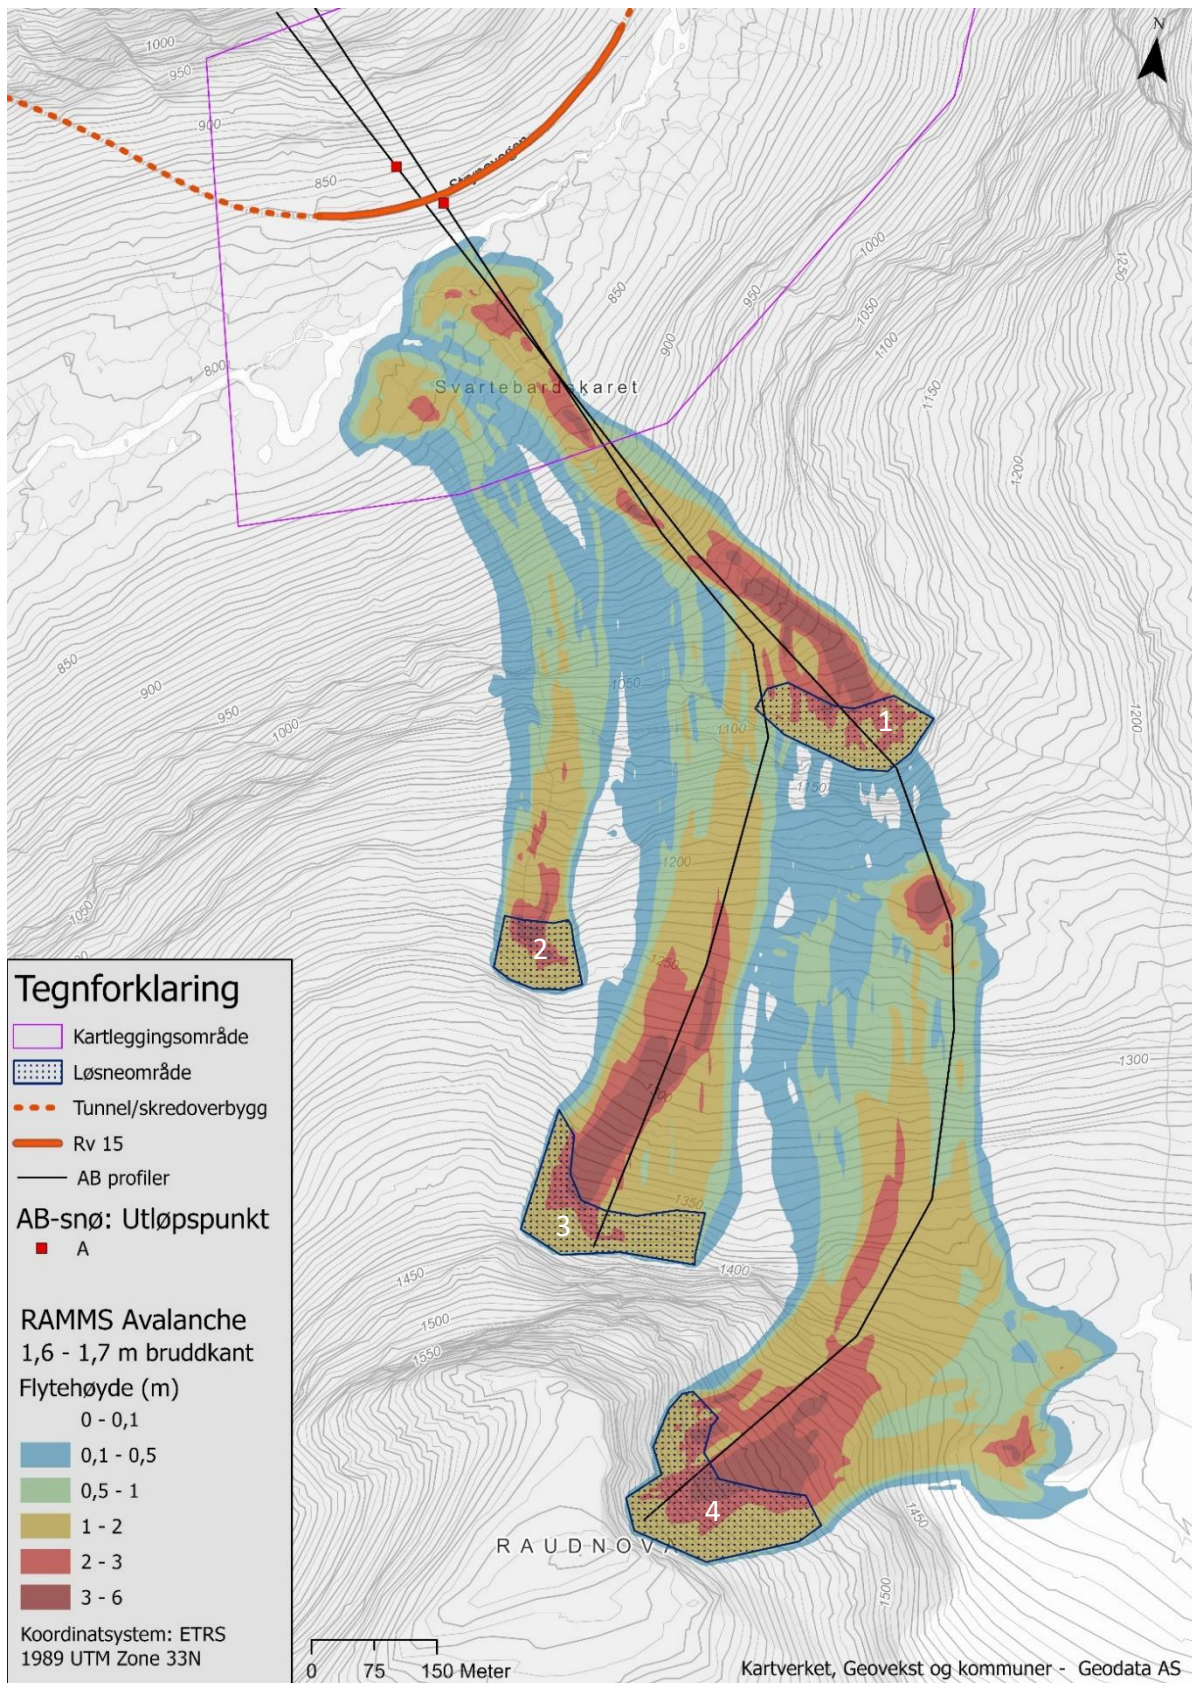 N
1000
950
900
850
Strynevegen
1000
1250
950
1050
850
900
1100
800
Svartebardekaret
1150
1200
850
1050
900
950
1000
1100
1
1200
1150
1200
1050
2
1250
1300
1300
1350
3
1400
1450
1500
1550
4
1450
RAUDNOVA
1500
Tegnforklaring
Kartleggingsområde
Løsneområde
Tunnel/skredoverbygg
Rv 15
AB profiler
AB-snø: Utløpspunkt
A
RAMMS Avalanche
1,6 - 1,7 m bruddkant
Flytehøyde (m)
0 - 0,1
0,1 - 0,5
0,5 - 1
1 - 2
2 - 3
3 - 6
Koordinatsystem: ETRS
1989 UTM Zone 33N
0 75 150 Meter
Kartverket, Geovekst og kommuner - Geodata AS